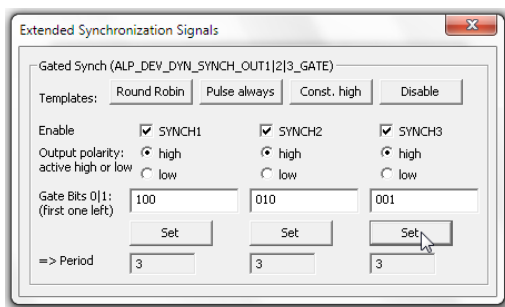 Extended Synchronization Signals
Gated Synch (ALP_DEV_DYN_SYNCH_OUT1|2|3_GATE)
Templates: Round Robin Pulse always Const. high Disable
Enable SYNCH1 SYNCH2 SYNCH3
Output polarity: high high high
active high or low low low low
Gate Bits 0|1: 100 010 001
(first one left)
Set Set Set
=> Period 3 3 3